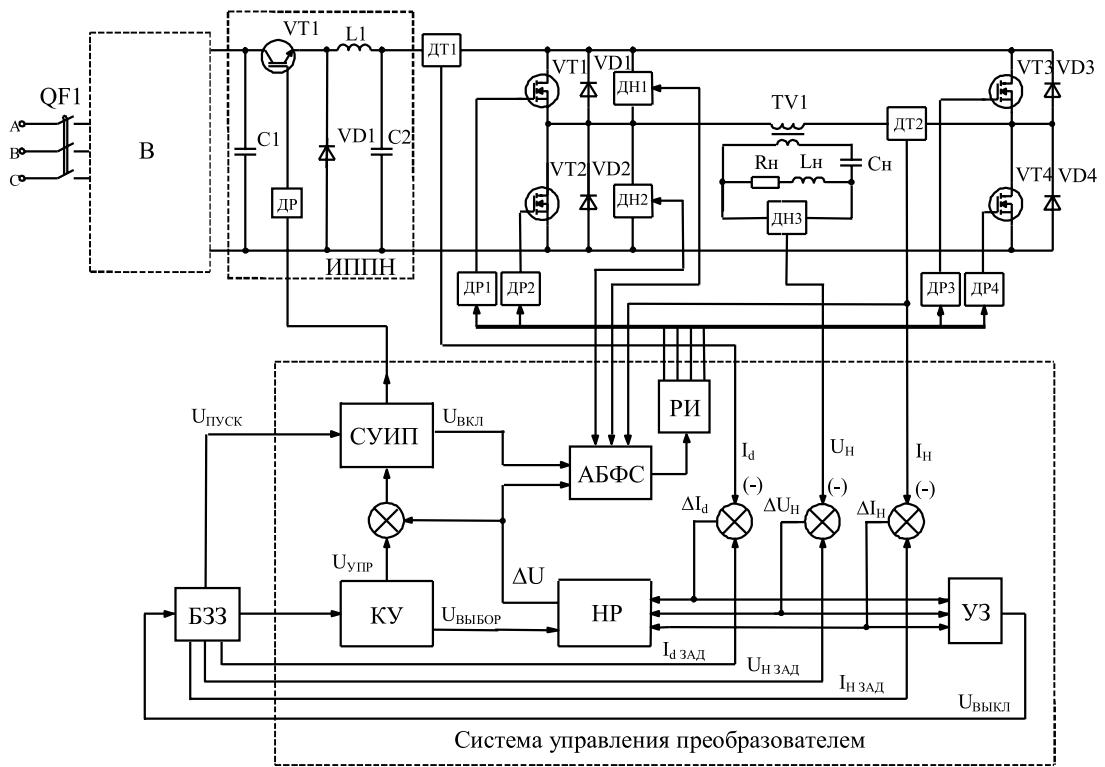 VT1
L1
ДТ1
VT1
VD1
ДН1
VT3
VD3
QF1
TV1
A
B
C
В
C1
VD1
C2
ДТ2
Rн
Lн
Cн
VT2
VD2
VT4
VD4
ДР
ДН2
ДН3
ИППН
ДР1
ДР2
ДР3
ДР4
РИ
UПУСК
СУИП
UВКЛ
АБФС
Id
UН
IН
(-)
(-)
(-)
ΔId
ΔUН
ΔIН
UУПР
ΔU
БЗЗ
КУ
UВЫБОР
НР
УЗ
Id ЗАД
UН ЗАД
IН ЗАД
UВЫКЛ
Система управления преобразователем